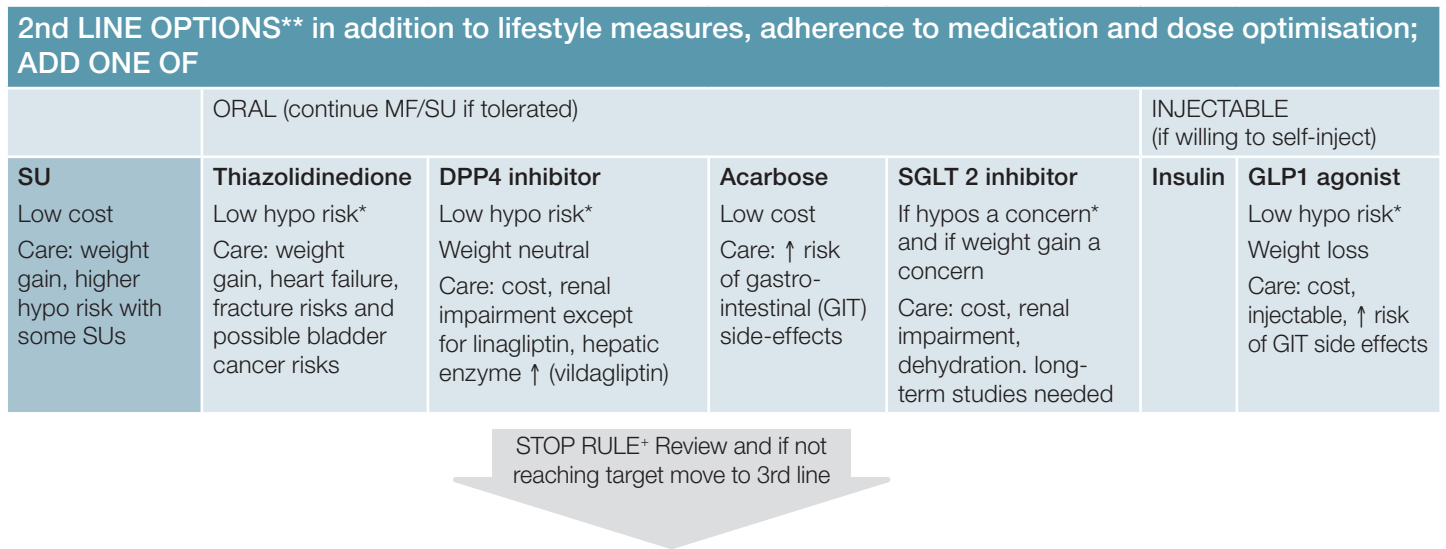 2nd LINE OPTIONS** in addition to lifestyle measures, adherence to medication and dose optimisation;
ADD ONE OF
ORAL (continue MF/SU if tolerated)
INJECTABLE
(if willing to self-inject)
SU
Low cost
Care: weight
gain, higher
hypo risk with
some SUs
Thiazolidinedione
Low hypo risk*
Care: weight
gain, heart failure,
fracture risks and
possible bladder
cancer risks
DPP4 inhibitor
Low hypo risk*
Weight neutral
Care: cost, renal
impairment except
for linagliptin, hepatic
enzyme ↑ (vildagliptin)
Acarbose
Low cost
Care: ↑ risk
of gastro-
intestinal (GIT)
side-effects
SGLT 2 inhibitor
If hypos a concern*
and if weight gain a
concern
Care: cost, renal
impairment,
dehydration. long-
term studies needed
Insulin
GLP1 agonist
Low hypo risk*
Weight loss
Care: cost,
injectable, ↑ risk
of GIT side effects
STOP RULE+ Review and if not
reaching target move to 3rd line